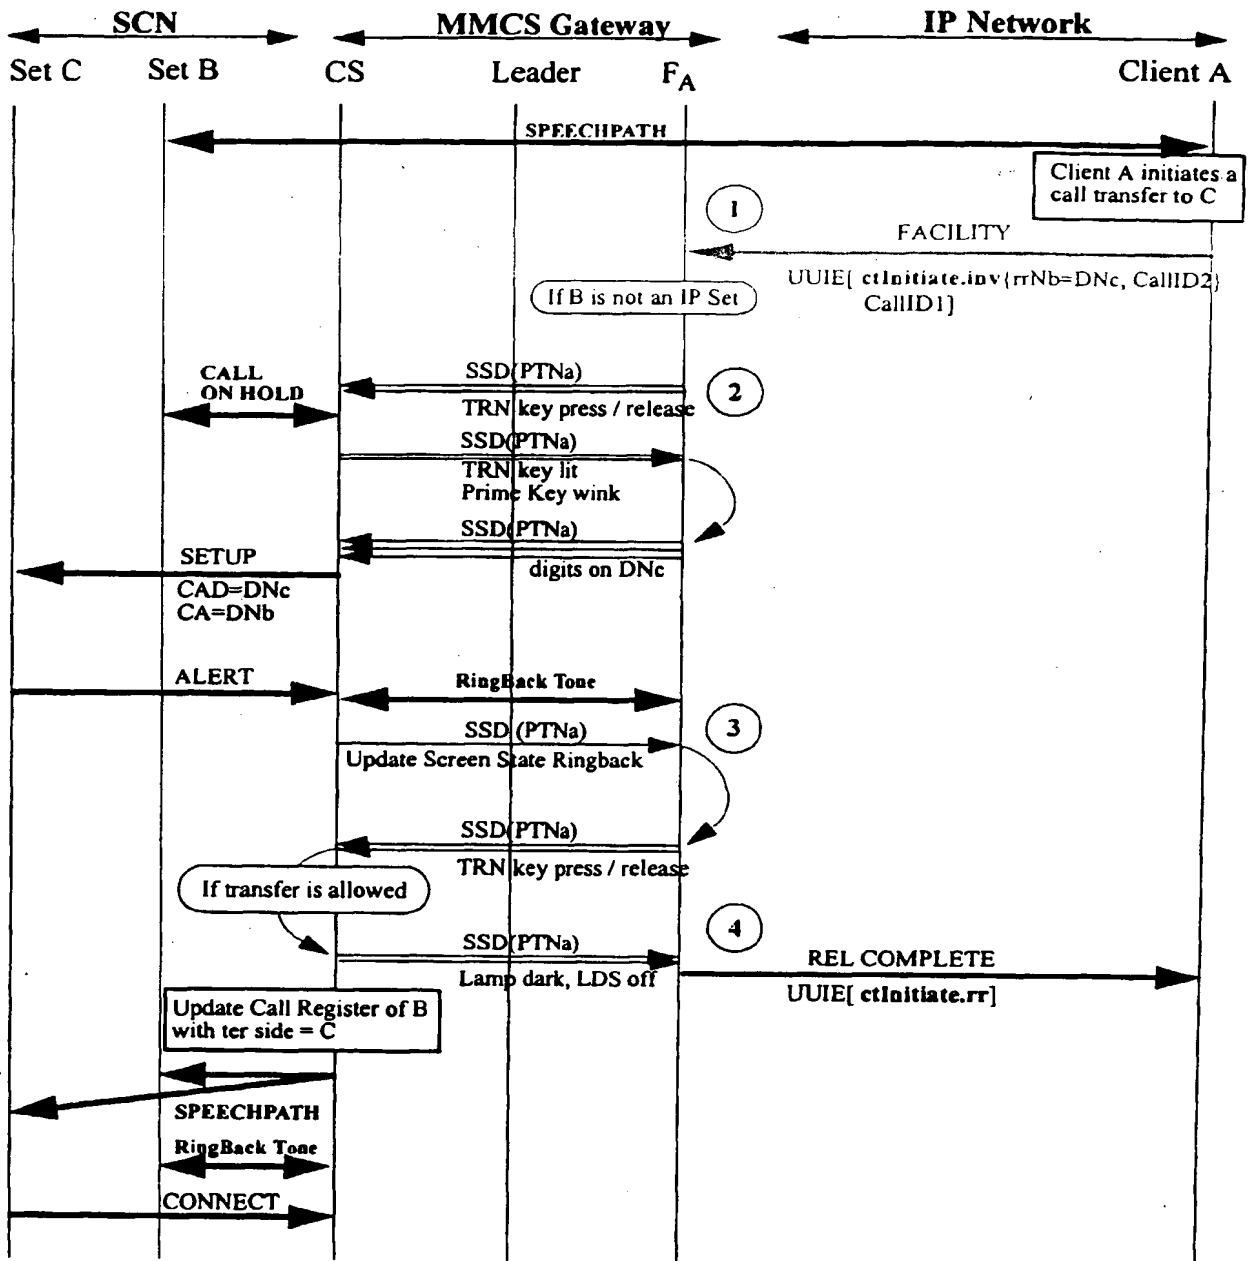 SCN MMCS Gateway IP Network
Set C Set B CS Leader FA Client A
SPEECHPATH
Client A initiates a
call transfer to C
1
FACILITY
UUIE[ ctInitiate.inv{rrNb=DNc, CallID2}
CallID1]
If B is not an IP Set
CALL
ON HOLD
SSD(PTNa)
2
TRN key press / release
SSD(PTNa)
TRN key lit
Prime Key wink
SSD(PTNa)
digits on DNc
SETUP
CAD=DNc
CA=DNb
ALERT
RingBack Tone
3
SSD (PTNa)
Update Screen State Ringback
SSD(PTNa)
TRN key press / release
If transfer is allowed
4
SSD(PTNa)
Lamp dark, LDS off
REL COMPLETE
UUIE[ ctInitiate.rr]
Update Call Register of B
with ter side = C
SPEECHPATH
RingBack Tone
CONNECT